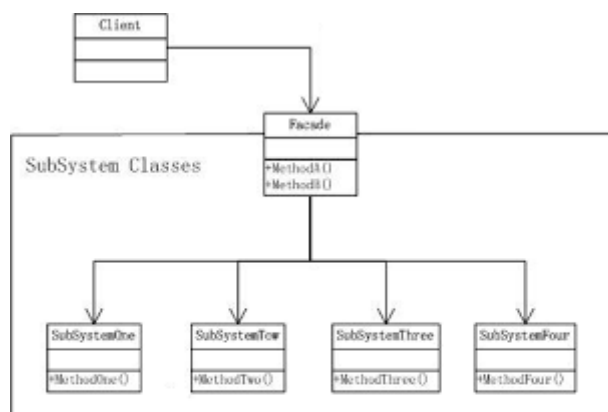 Client
Facade
+MethodA()
+MethodB()
SubSystem Classes
SubSystemOne
SubSystemTow
SubSystemThree
SubSystemFour
+MethodOne()
+MethodTwo()
+MethodThree()
+MethodFour()